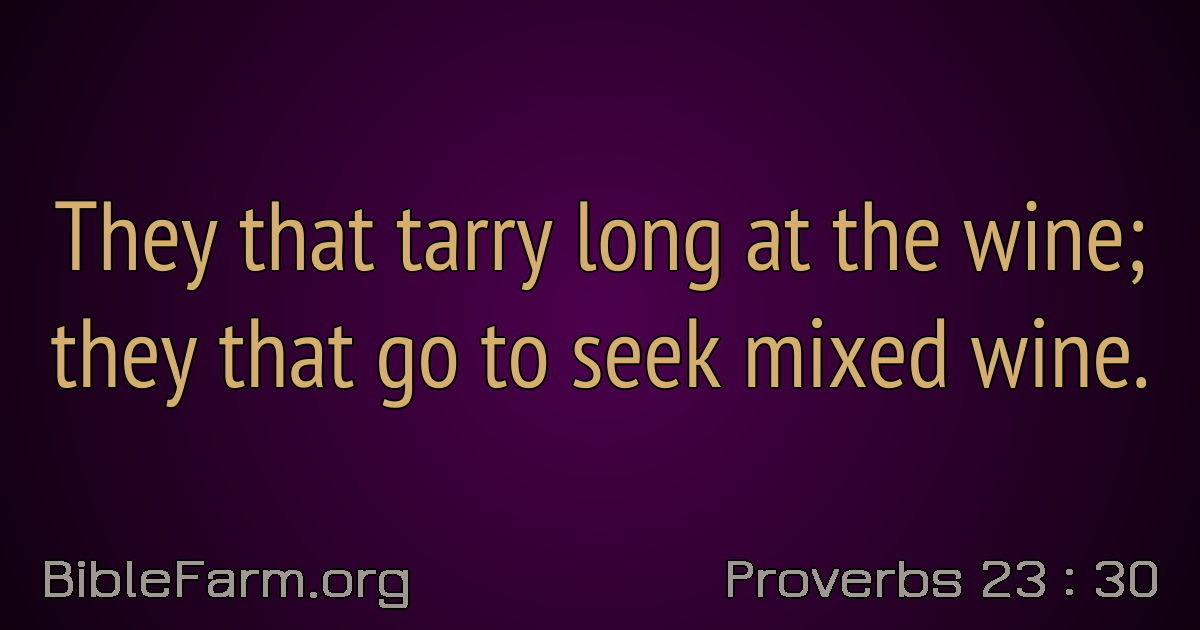 They that tarry long at the wine;
they that go to seek mixed wine.
BibleFarm.org
Proverbs 23 : 30